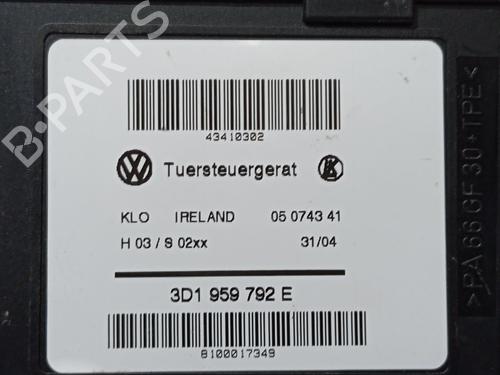 43410302
Tuersteuergerat
KLO IRELAND 05 0743 41
H 03 / S 02xx 31/04
3D1 959 792 E
8100017349
>PA 66 GF 30+TPE<
B-PARTS